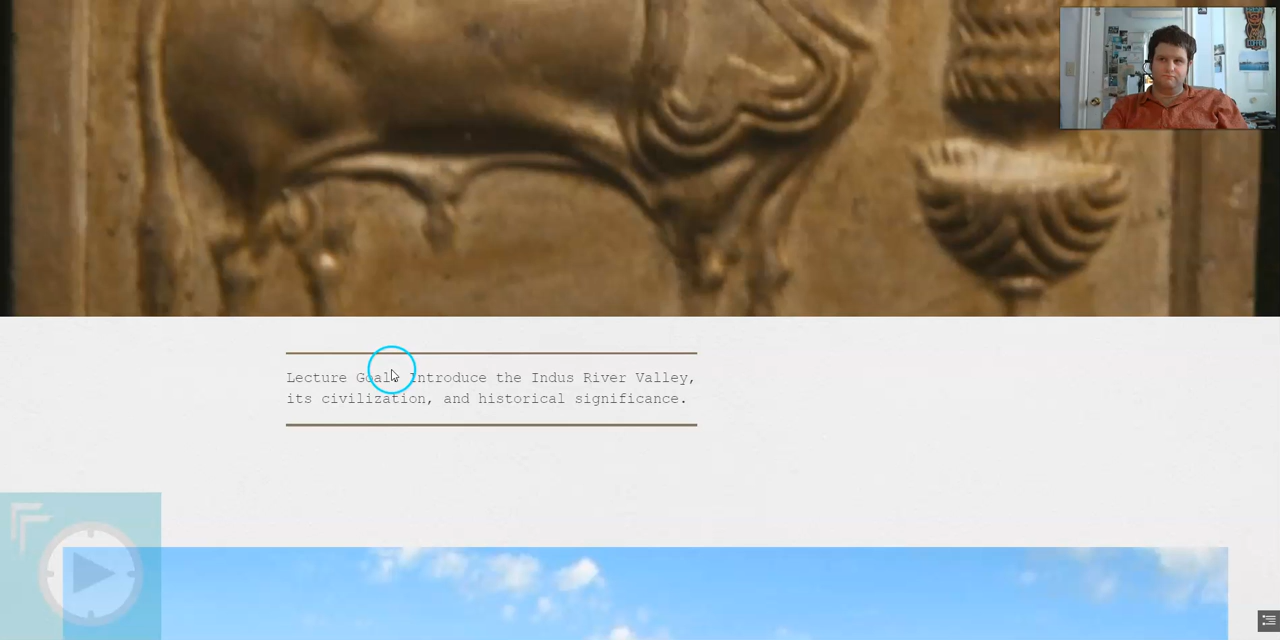 Lecture Goal: Introduce the Indus River Valley,
its civilization, and historical significance.